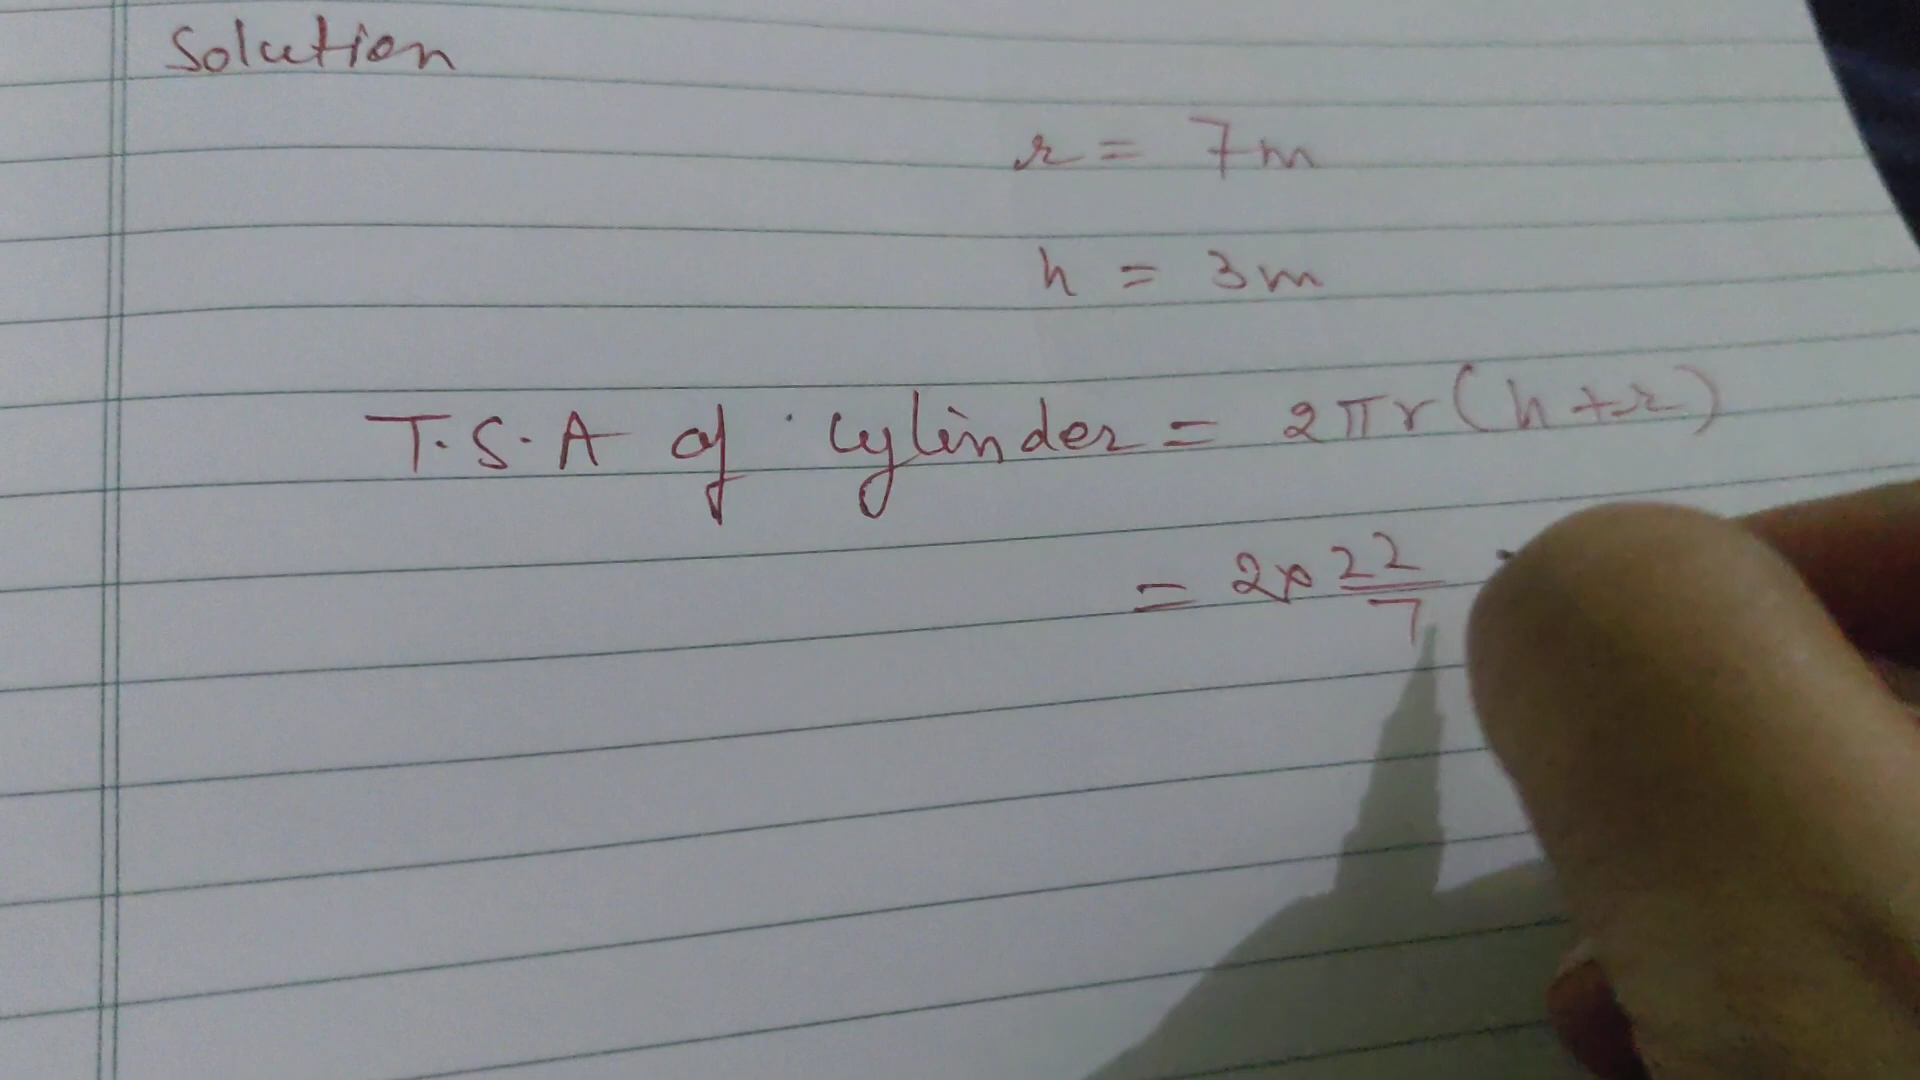 Solution
r = 7m
h = 3m
T.S.A of cylinder = 2πr(h+r)
= 2× 22/7